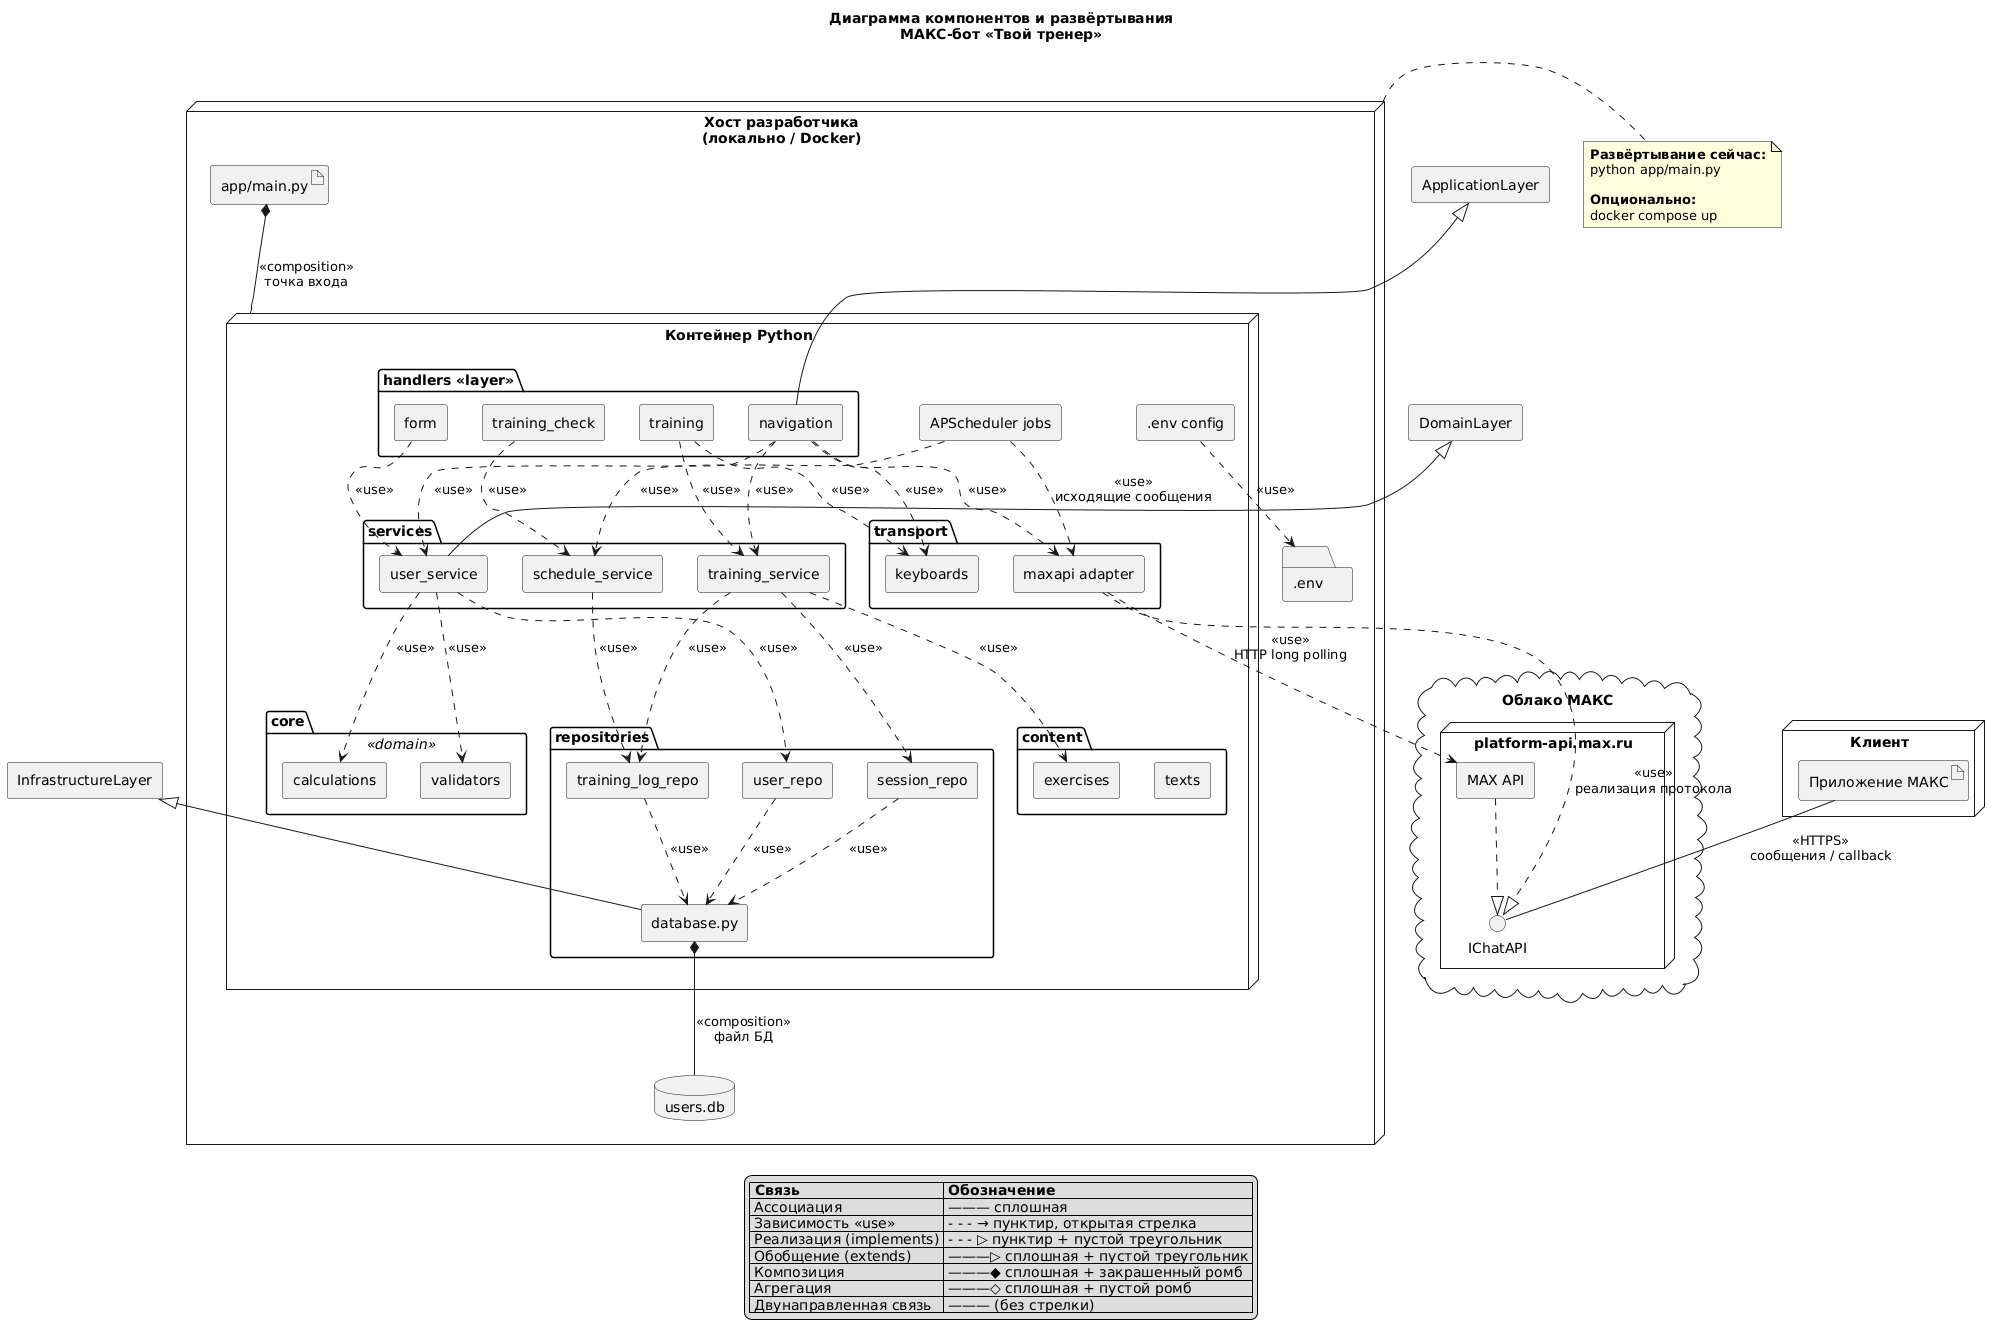 Диаграмма компонентов и развёртывания
МАКС-бот «Твой тренер»
Хост разработчика
(локально / Docker)
app/main.py
ApplicationLayer
Развёртывание сейчас:
python app/main.py
Опционально:
docker compose up
«composition»
точка входа
Контейнер Python
handlers «layer»
form
training_check
training
navigation
APScheduler jobs
.env config
DomainLayer
«use»
«use»
«use»
«use»
«use»
«use»
«use»
«use»
«use»
«use»
исходящие сообщения
«use»
services
user_service
schedule_service
training_service
transport
keyboards
maxapi adapter
.env
«use»
«use»
«use»
«use»
«use»
«use»
«use»
«use»
HTTP long polling
Облако МАКС
platform-api.max.ru
MAX API
«use»
реализация протокола
IChatAPI
Клиент
Приложение МАКС
«HTTPS»
сообщения / callback
InfrastructureLayer
core
«domain»
calculations
validators
repositories
training_log_repo
user_repo
session_repo
content
exercises
texts
«use»
«use»
«use»
database.py
«composition»
файл БД
users.db
Связь Обозначение
Ассоциация ——— сплошная
Зависимость «use» - - - → пунктир, открытая стрелка
Реализация (implements) - - - ▷ пунктир + пустой треугольник
Обобщение (extends) ———▷ сплошная + пустой треугольник
Композиция ———◆ сплошная + закрашенный ромб
Агрегация ———◇ сплошная + пустой ромб
Двунаправленная связь ——— (без стрелки)